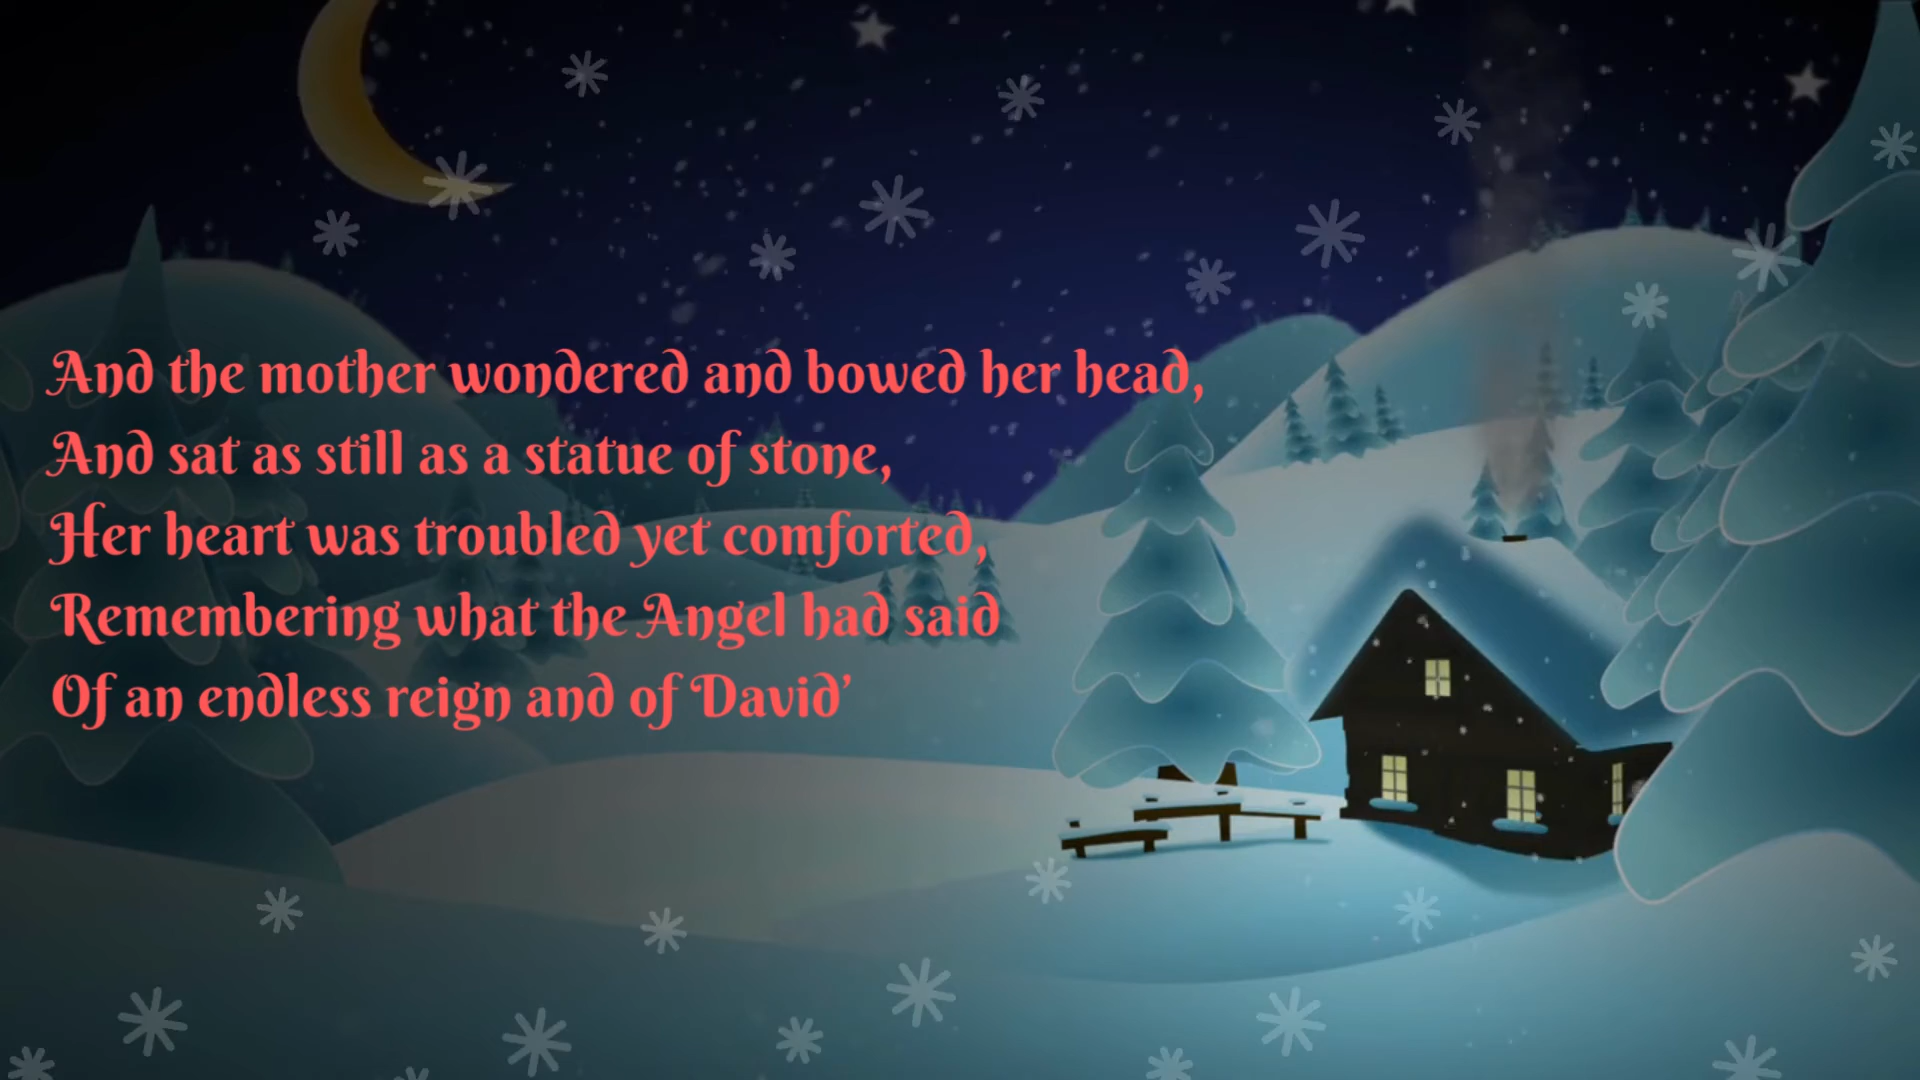 And the mother wondered and bowed her head,
And sat as still as a statue of stone,
Her heart was troubled yet comforted,
Remembering what the Angel had said
Of an endless reign and of David’